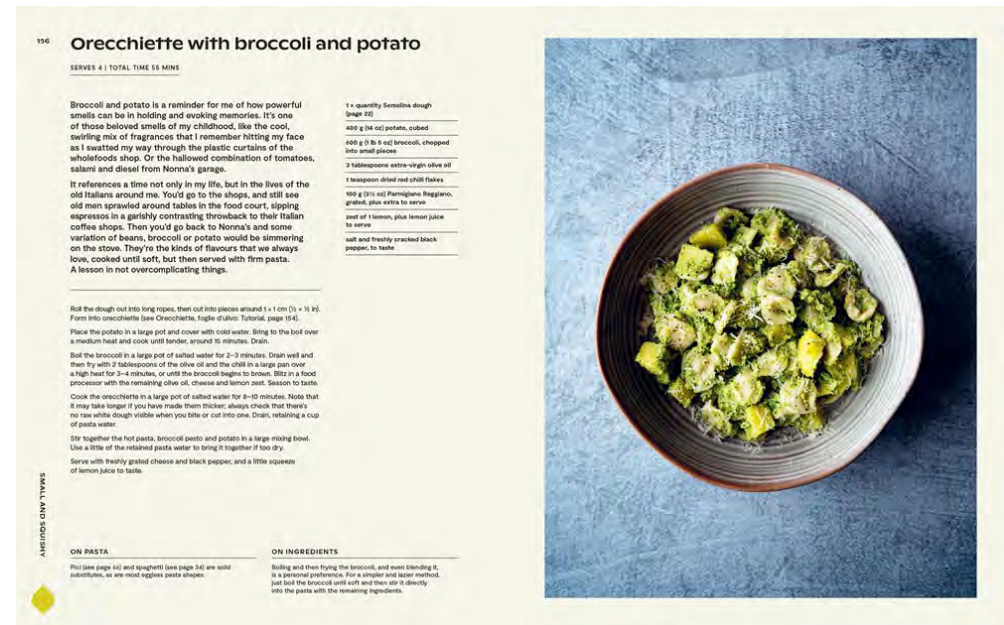 156
Orecchiette with broccoli and potato
SERVES 4 | TOTAL TIME 55 MINS
Broccoli and potato is a reminder for me of how powerful
smells can be in holding and evoking memories. It's one
of those beloved smells of my childhood, like the cool,
swirling mix of fragrances that I remember hitting my face
as I swatted my way through the plastic curtains of the
wholefoods shop. Or the hallowed combination of tomatoes,
salami and diesel from Nonna's garage.
It references a time not only in my life, but in the lives of the
old Italians around me. You'd go to the shops, and still see
old men sprawled around tables in the food court, sipping
espressos in a garishly contrasting throwback to their Italian
coffee shops. Then you'd go back to Nonna's and some
variation of beans, broccoli or potato would be simmering
on the stove. They're the kinds of flavours that we always
love, cooked until soft, but then served with firm pasta.
A lesson in not overcomplicating things.
1 × quantity Semolina dough
(page 22)
400 g (14 oz) potato, cubed
600 g (1 lb 5 oz) broccoli, chopped
into small pieces
3 tablespoons extra-virgin olive oil
1 teaspoon dried red chilli flakes
100 g (3½ oz) Parmigiano Reggiano,
grated, plus extra to serve
zest of 1 lemon, plus lemon juice
to serve
salt and freshly cracked black
pepper, to taste
Roll the dough out into long ropes, then cut into pieces around 1 × 1 cm (½ × ½ in).
Form into orecchiette (see Orecchiette, foglie d'ulivo: Tutorial, page 154).
Place the potato in a large pot and cover with cold water. Bring to the boil over
a medium heat and cook until tender, around 15 minutes. Drain.
Boil the broccoli in a large pot of salted water for 2–3 minutes. Drain well and
then fry with 2 tablespoons of the olive oil and the chilli in a large pan over
a high heat for 3–4 minutes, or until the broccoli begins to brown. Blitz in a food
processor with the remaining olive oil, cheese and lemon zest. Season to taste.
Cook the orecchiette in a large pot of salted water for 8–10 minutes. Note that
it may take longer if you have made them thicker; always check that there's
no raw white dough visible when you bite or cut into one. Drain, retaining a cup
of pasta water.
Stir together the hot pasta, broccoli pesto and potato in a large mixing bowl.
Use a little of the retained pasta water to bring it together if too dry.
Serve with freshly grated cheese and black pepper, and a little squeeze
of lemon juice to taste.
SMALL AND SQUISHY
ON PASTA
Pici (see page 46) and spaghetti (see page 34) are solid
substitutes, as are most eggless pasta shapes.
ON INGREDIENTS
Boiling and then frying the broccoli, and even blending it,
is a personal preference. For a simpler and lazier method,
just boil the broccoli until soft and then stir it directly
into the pasta with the remaining ingredients.